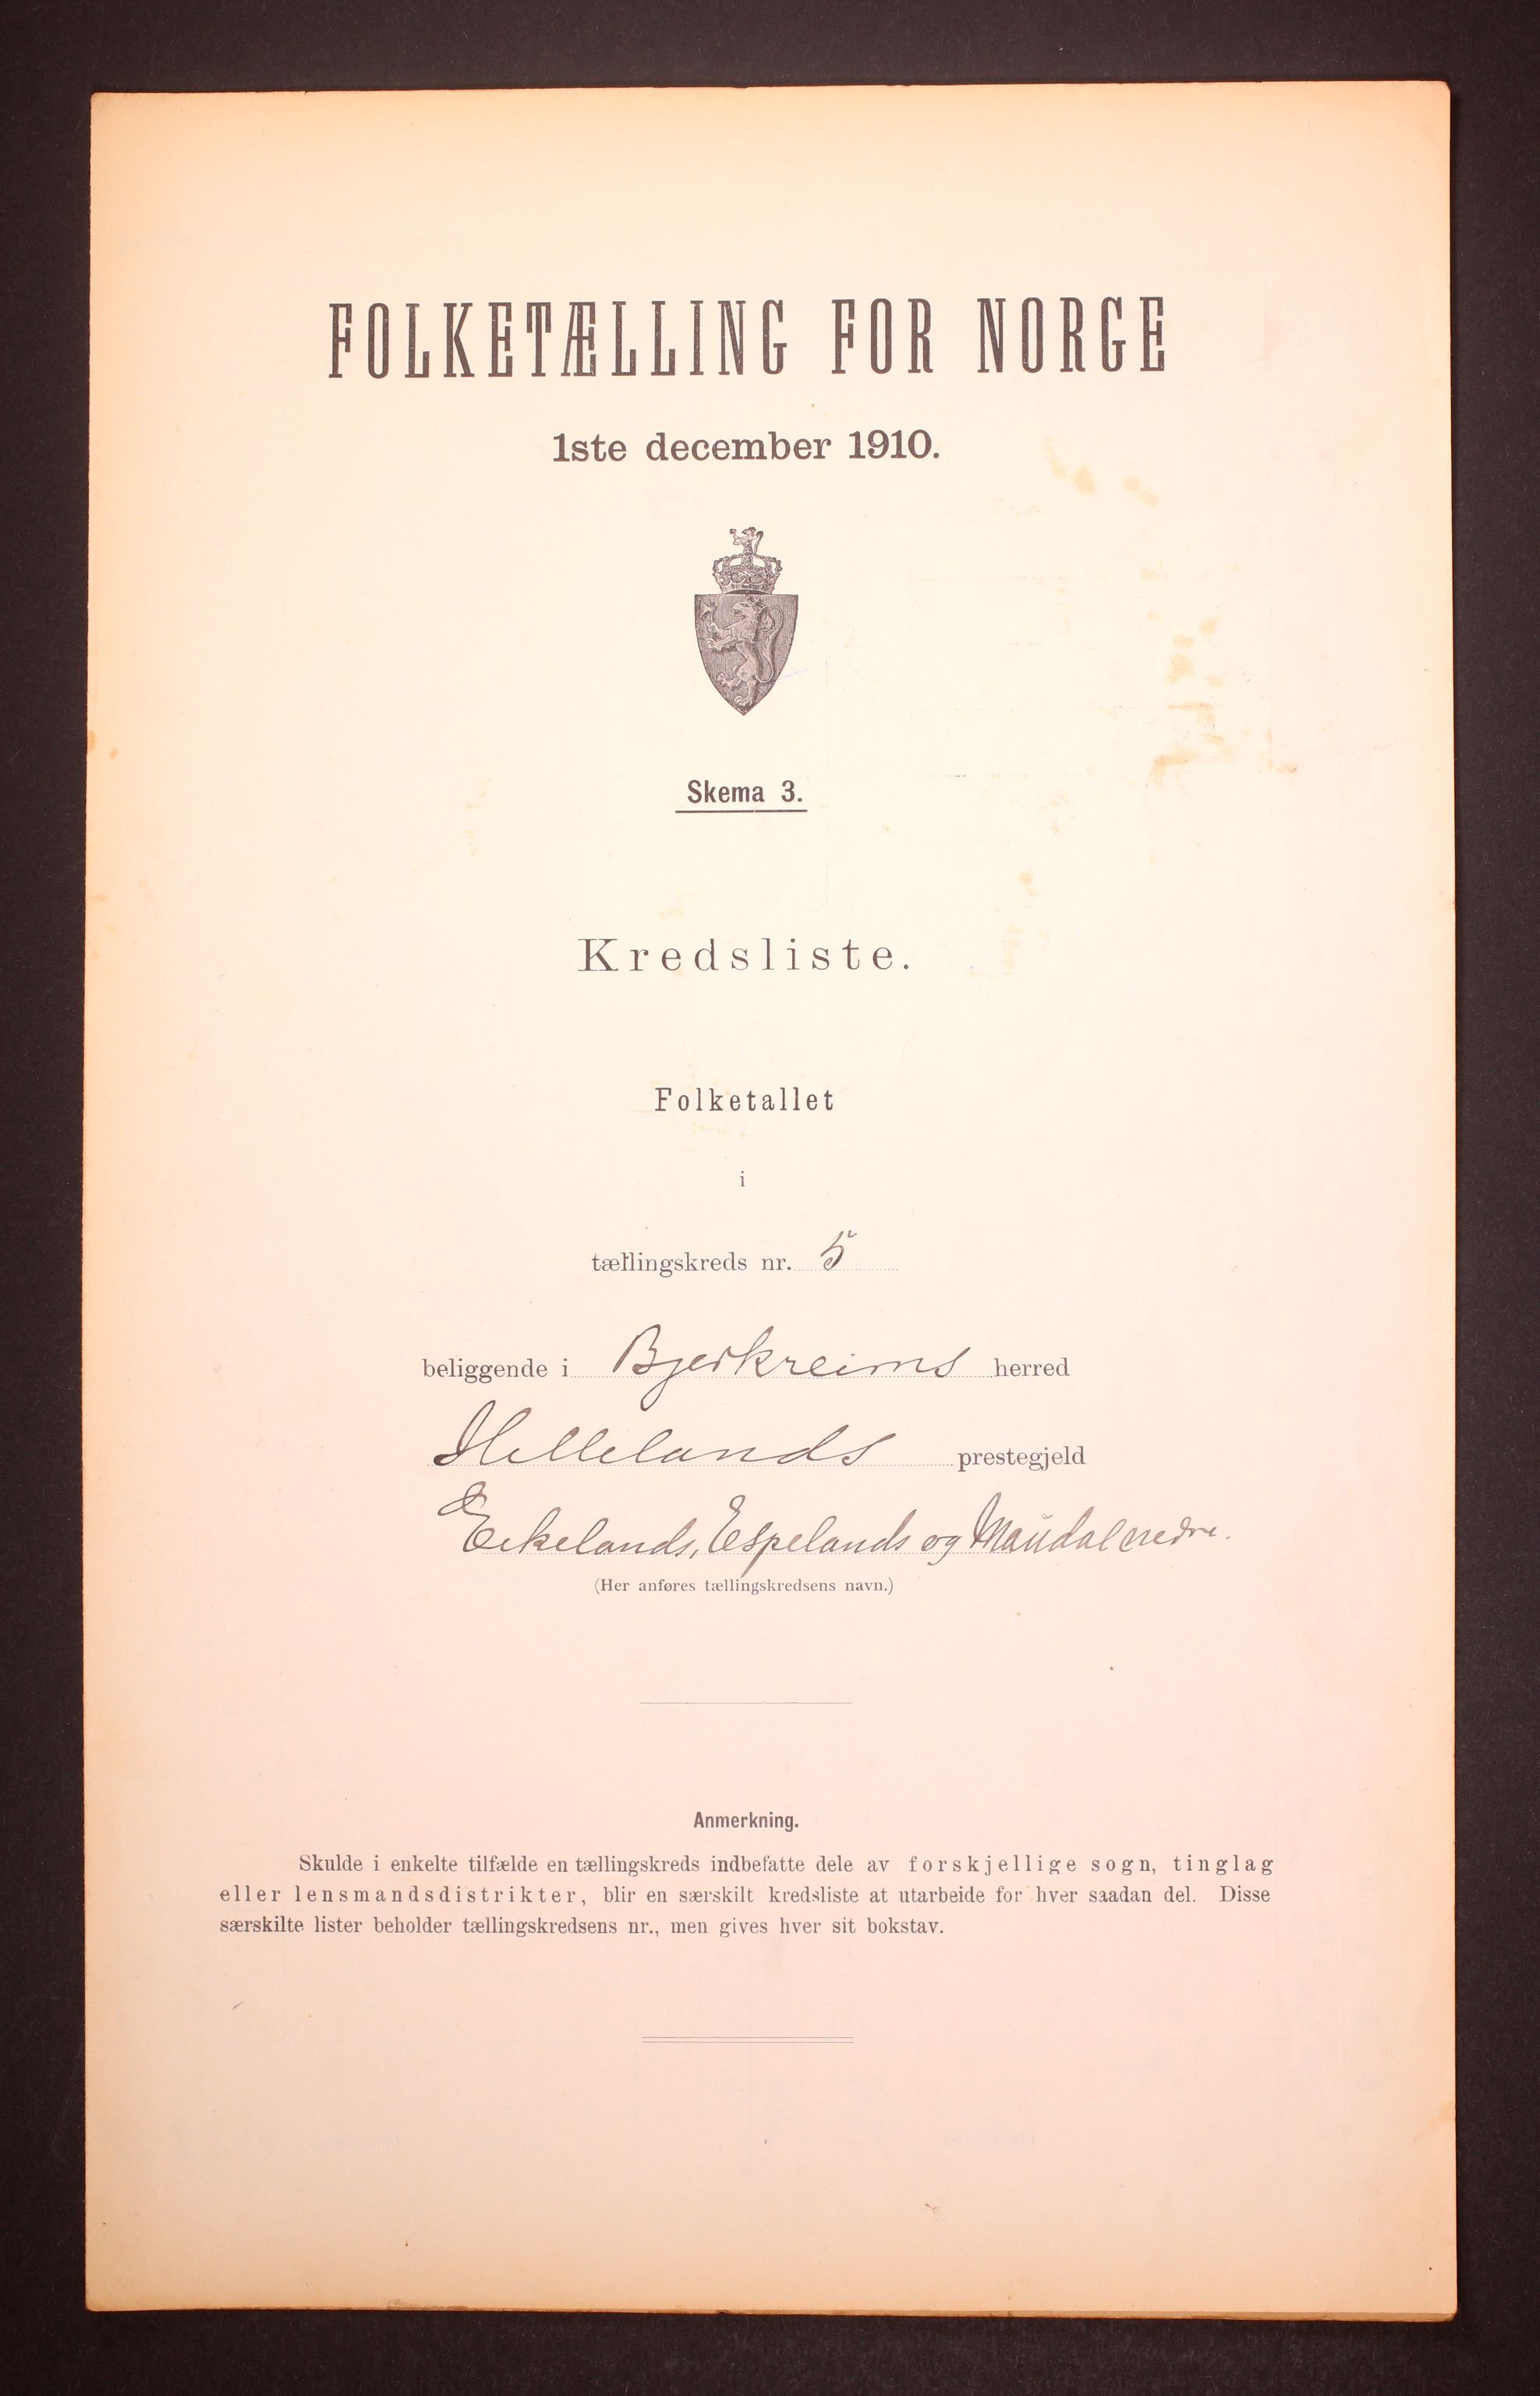 FOLKETÆLLING FOR NORGE
1ste december 1910.
Skema 3.
Kredsliste.
Folketallet
i
tællingskreds nr. 5
beliggende i Bjerkreims herred
Hellelands prestegjeld
Eikelands, Espelands og Maudal nedre.
(Her anføres tællingskredsens navn.)
Anmerkning.
Skulde i enkelte tilfælde en tællingskreds indbefatte dele av forskjellige sogn, tinglag
eller lensmandsdistrikter, blir en særskilt kredsliste at utarbeide for hver saadan del. Disse
særskilte lister beholder tællingskredsens nr., men gives hver sit bokstav.